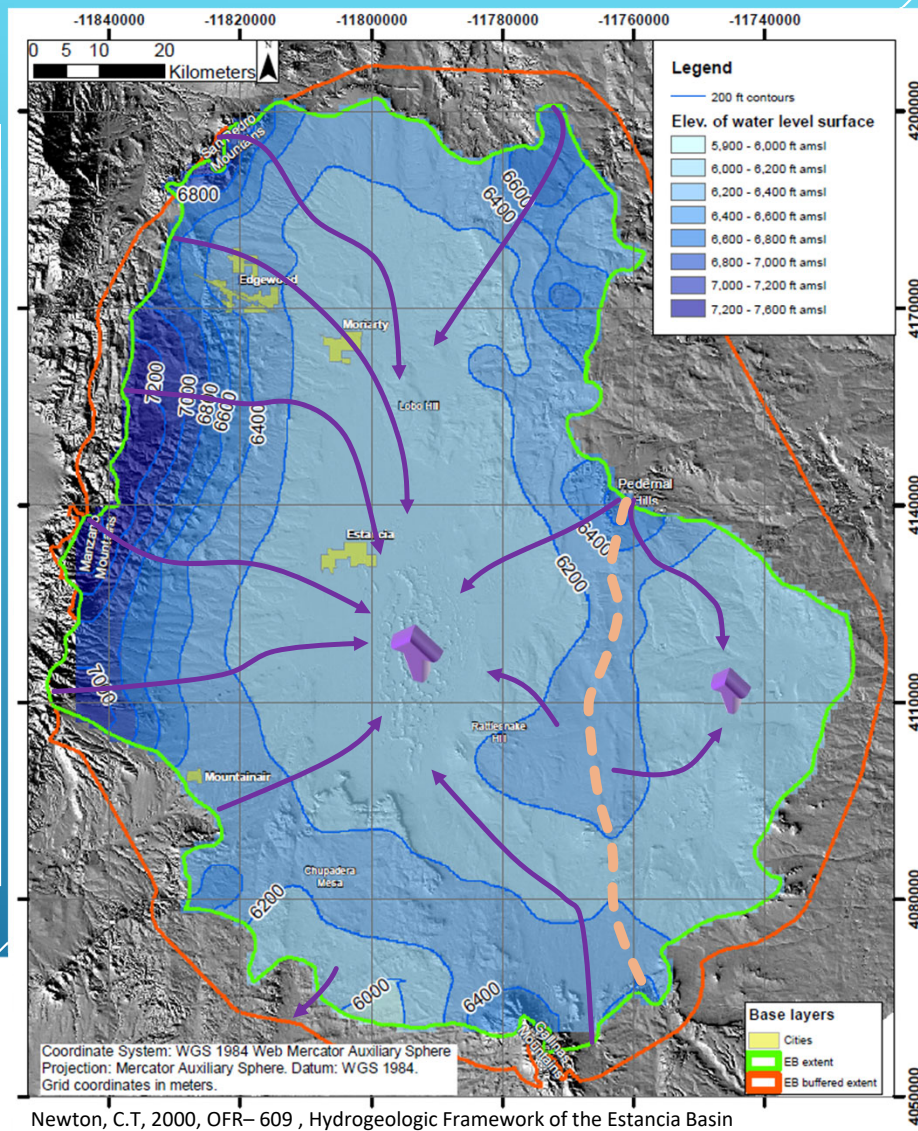 -11840000 -11820000 -11800000 -11780000 -11760000 -11740000
0 5 10 20
Kilometers
N
Legend
200 ft contours
Elev. of water level surface
5,900 - 6,000 ft amsl
6,000 - 6,200 ft amsl
6,200 - 6,400 ft amsl
6,400 - 6,600 ft amsl
6,600 - 6,800 ft amsl
6,800 - 7,000 ft amsl
7,000 - 7,200 ft amsl
7,200 - 7,600 ft amsl
4200000
San Pedro
Mountains
6800
6600
6400
Edgewood
4170000
Moriarty
7200
7000
6800
6600
6400
Lobo Hill
Pedernal
Hills
4140000
Manzano
Mountains
Estancia
6400
6200
7000
4110000
Rattlesnake
Hill
Mountainair
Chupadera
Mesa
4080000
6200
6000
6400
Mountains
Base layers
Cities
EB extent
EB buffered extent
4050000
Coordinate System: WGS 1984 Web Mercator Auxiliary Sphere
Projection: Mercator Auxiliary Sphere. Datum: WGS 1984.
Grid coordinates in meters.
Newton, C.T, 2000, OFR– 609 , Hydrogeologic Framework of the Estancia Basin